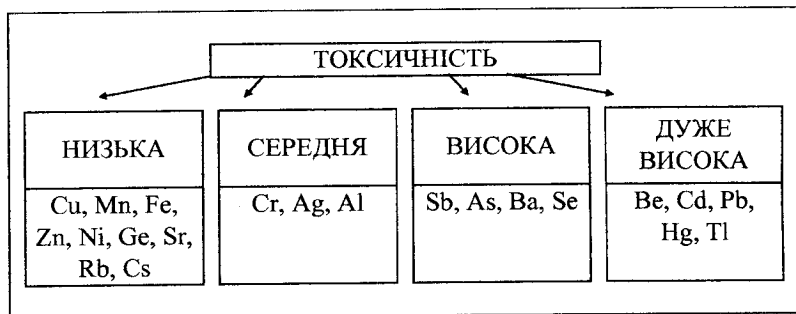 ТОКСИЧНІСТЬ
НИЗЬКА
Cu, Mn, Fe,
Zn, Ni, Ge, Sr,
Rb, Cs
СЕРЕДНЯ
Cr, Ag, Al
ВИСОКА
Sb, As, Ba, Se
ДУЖЕ
ВИСОКА
Be, Cd, Pb,
Hg, Tl